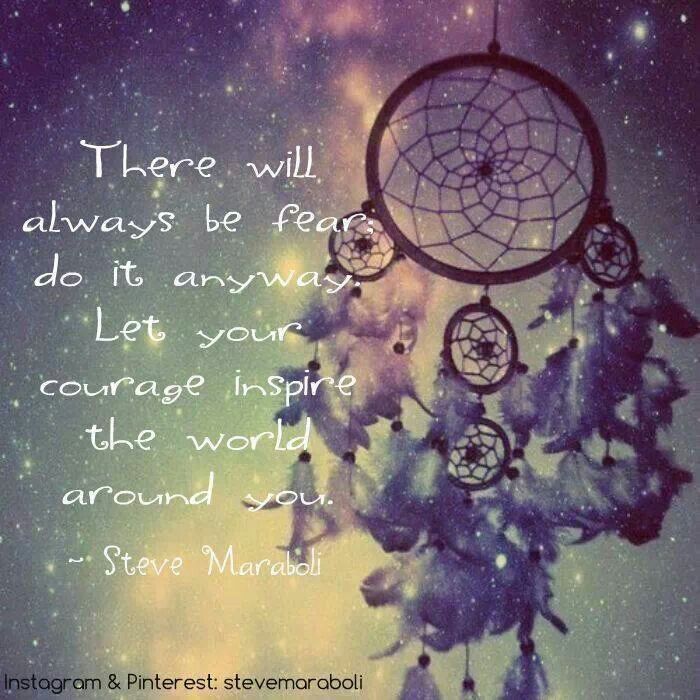 There will
always be fear;
do it anyway.
Let your
courage inspire
the world
around you.
~ Steve Maraboli
Instagram & Pinterest: stevemaraboli